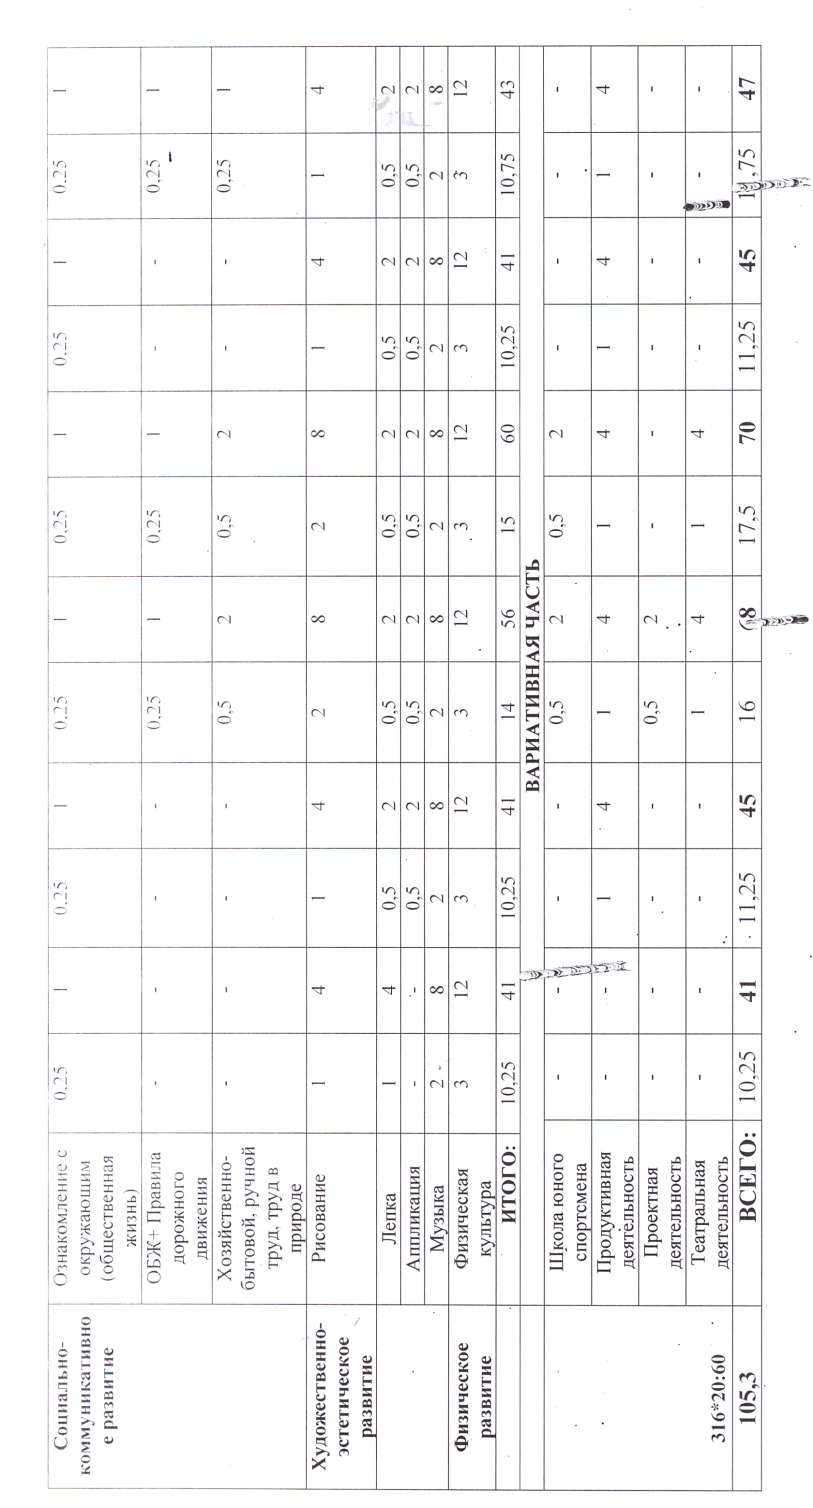 Социально-
коммуникативно
е развитие
Ознакомление с
окружающим
(общественная
жизнь)
0.25 1 0.25 1 0.25 1 0.25 1 0.25 1 0.25 1
ОБЖ+ Правила
дорожного
движения
- - - - 0.25 1 0.25 1 - - 0.25 1
Хозяйственно-
бытовой, ручной
труд, труд в
природе
- - - - 0,5 2 0,5 2 - - 0,25 1
Художественно-
эстетическое
развитие
Рисование 1 4 1 4 2 8 2 8 1 4 1 4
Лепка 1 4 0,5 2 0,5 2 0,5 2 0,5 2 0,5 2
Аппликация - - 0,5 2 0,5 2 0,5 2 0,5 2 0,5 2
Музыка 2 8 2 8 2 8 2 8 2 8 2 8
Физическое
развитие
Физическая
культура
3 12 3 12 3 12 3 12 3 12 3 12
ИТОГО: 10,25 41 10,25 41 14 56 15 60 10,25 41 10,75 43
ВАРИАТИВНАЯ ЧАСТЬ
Школа юного
спортсмена
- - - - 0,5 2 0,5 2 - - - -
Продуктивная
деятельность
- - 1 4 1 4 1 4 1 4 1 4
Проектная
деятельность
- - - - 0,5 2 - - - - - -
316*20:60
Театральная
деятельность
- - - - 1 4 1 4 - - - -
105,3 ВСЕГО: 10,25 41 11,25 45 16 17,5 70 11,25 45 47